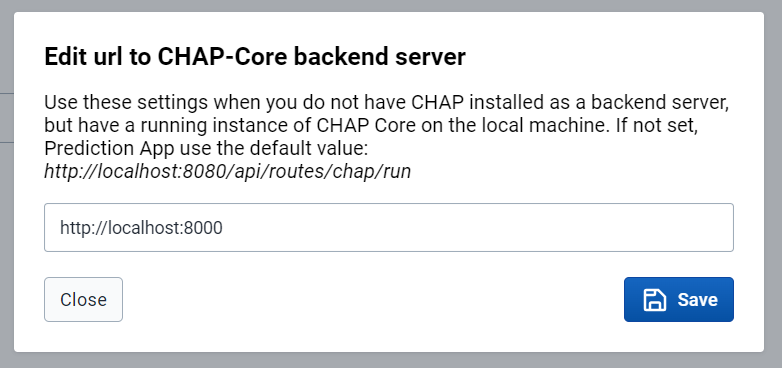 Edit url to CHAP-Core backend server
Use these settings when you do not have CHAP installed as a backend server,
but have a running instance of CHAP Core on the local machine. If not set,
Prediction App use the default value:
http://localhost:8080/api/routes/chap/run
http://localhost:8000
Close
Save